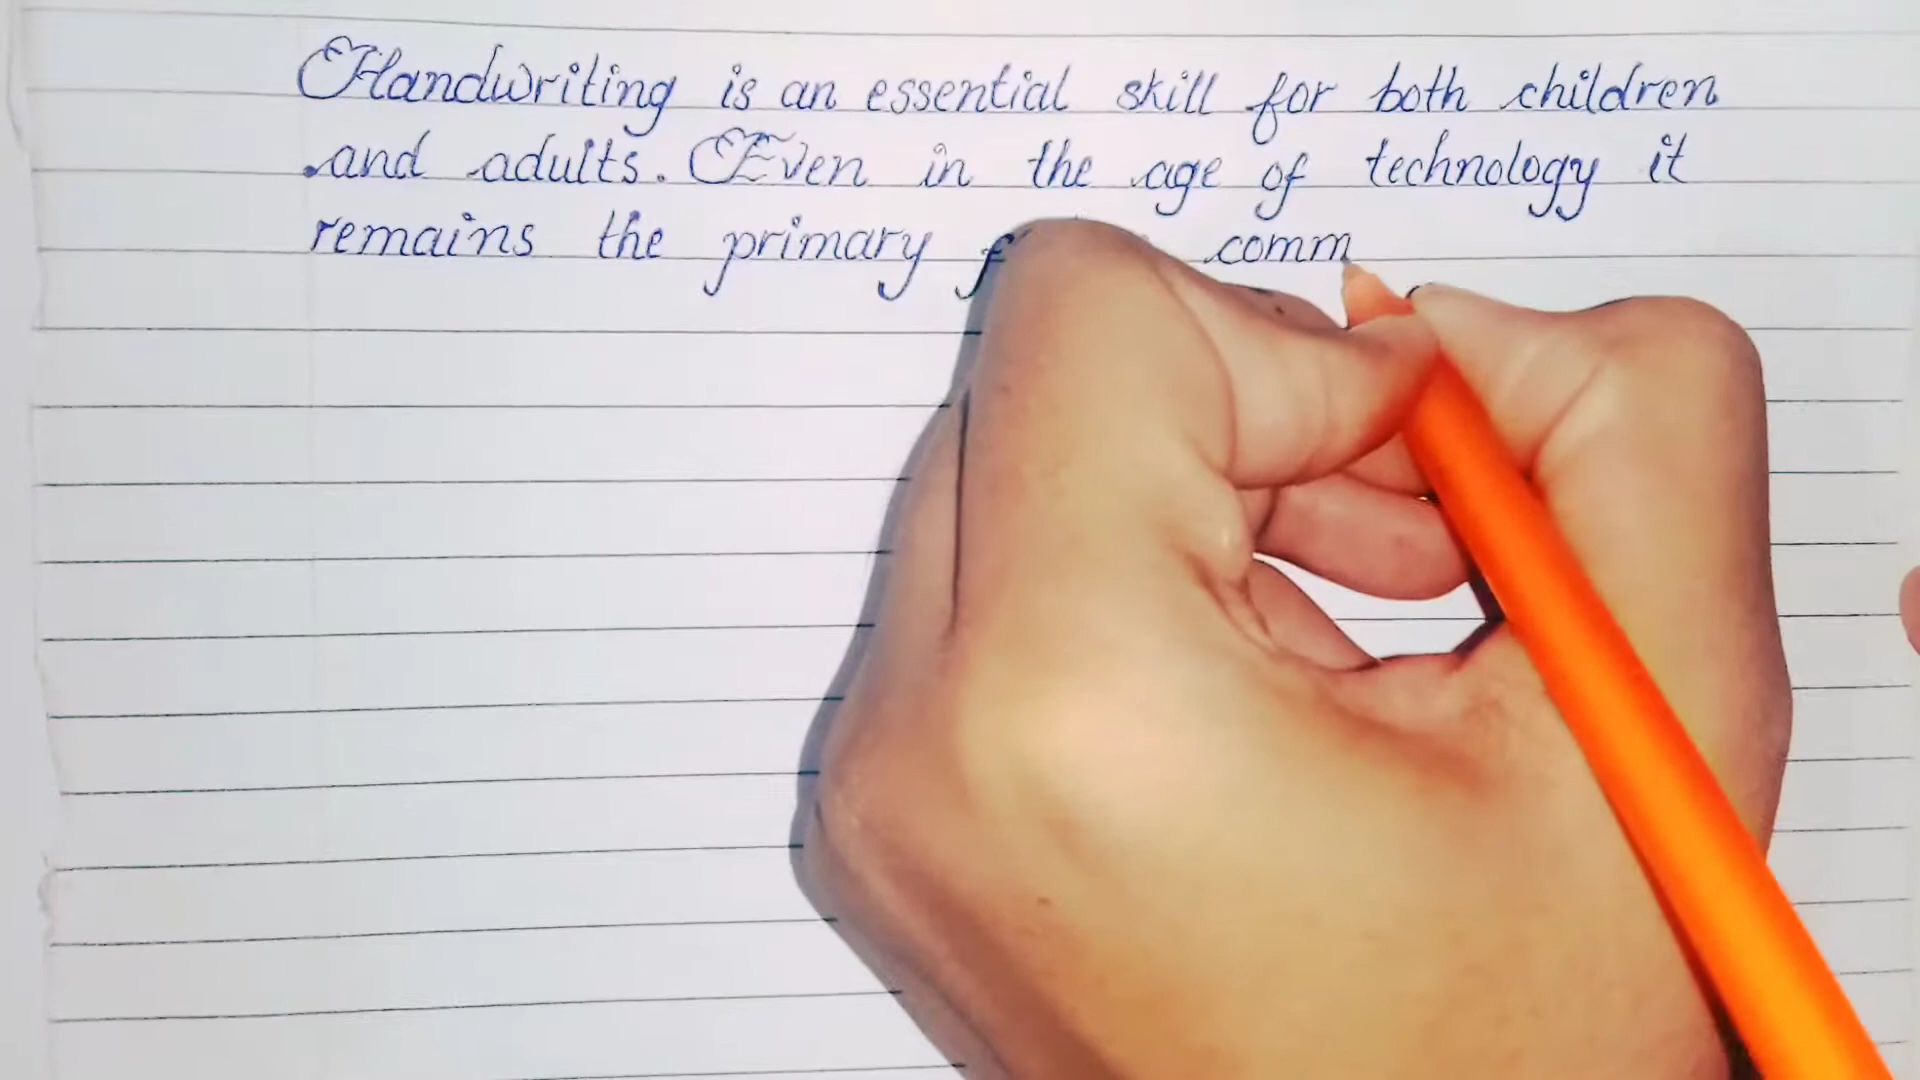 Handwriting is an essential skill for both children
and adults. Even in the age of technology it
remains the primary comm